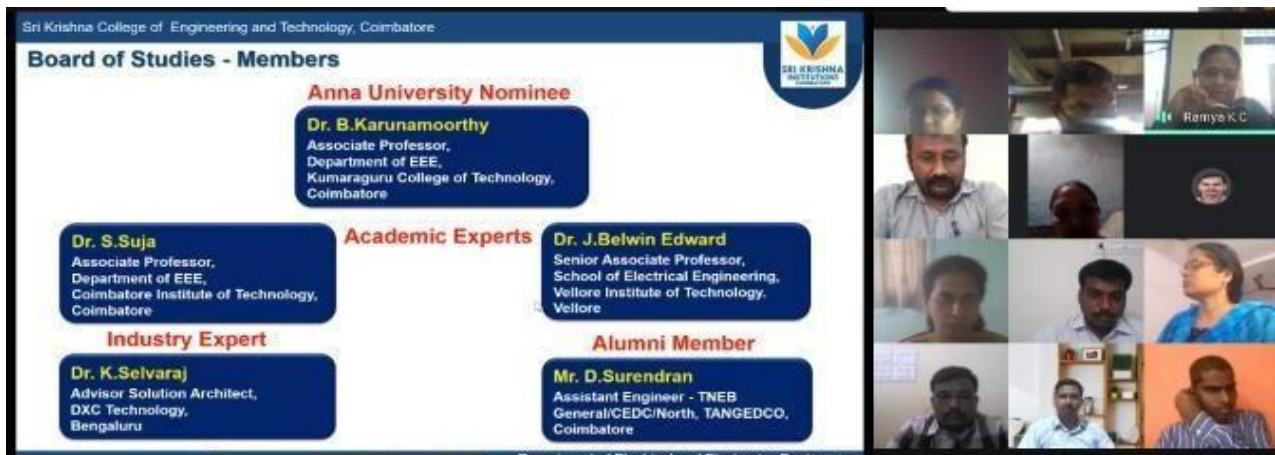 Sri Krishna College of Engineering and Technology, Coimbatore
Board of Studies - Members
SRI KRISHNA
INSTITUTIONS
Anna University Nominee
Dr. B.Karunamoorthy
Associate Professor,
Department of EEE,
Kumaraguru College of Technology,
Coimbatore
Academic Experts
Dr. S.Suja
Associate Professor,
Department of EEE,
Coimbatore Institute of Technology,
Coimbatore
Dr. J.Belwin Edward
Senior Associate Professor,
School of Electrical Engineering,
Vellore Institute of Technology.
Vellore
Industry Expert
Dr. K.Selvaraj
Advisor Solution Architect,
DXC Technology,
Bengaluru
Alumni Member
Mr. D.Surendran
Assistant Engineer - TNEB
General/CEDC/North, TANGEDCO,
Coimbatore
Ramya K C